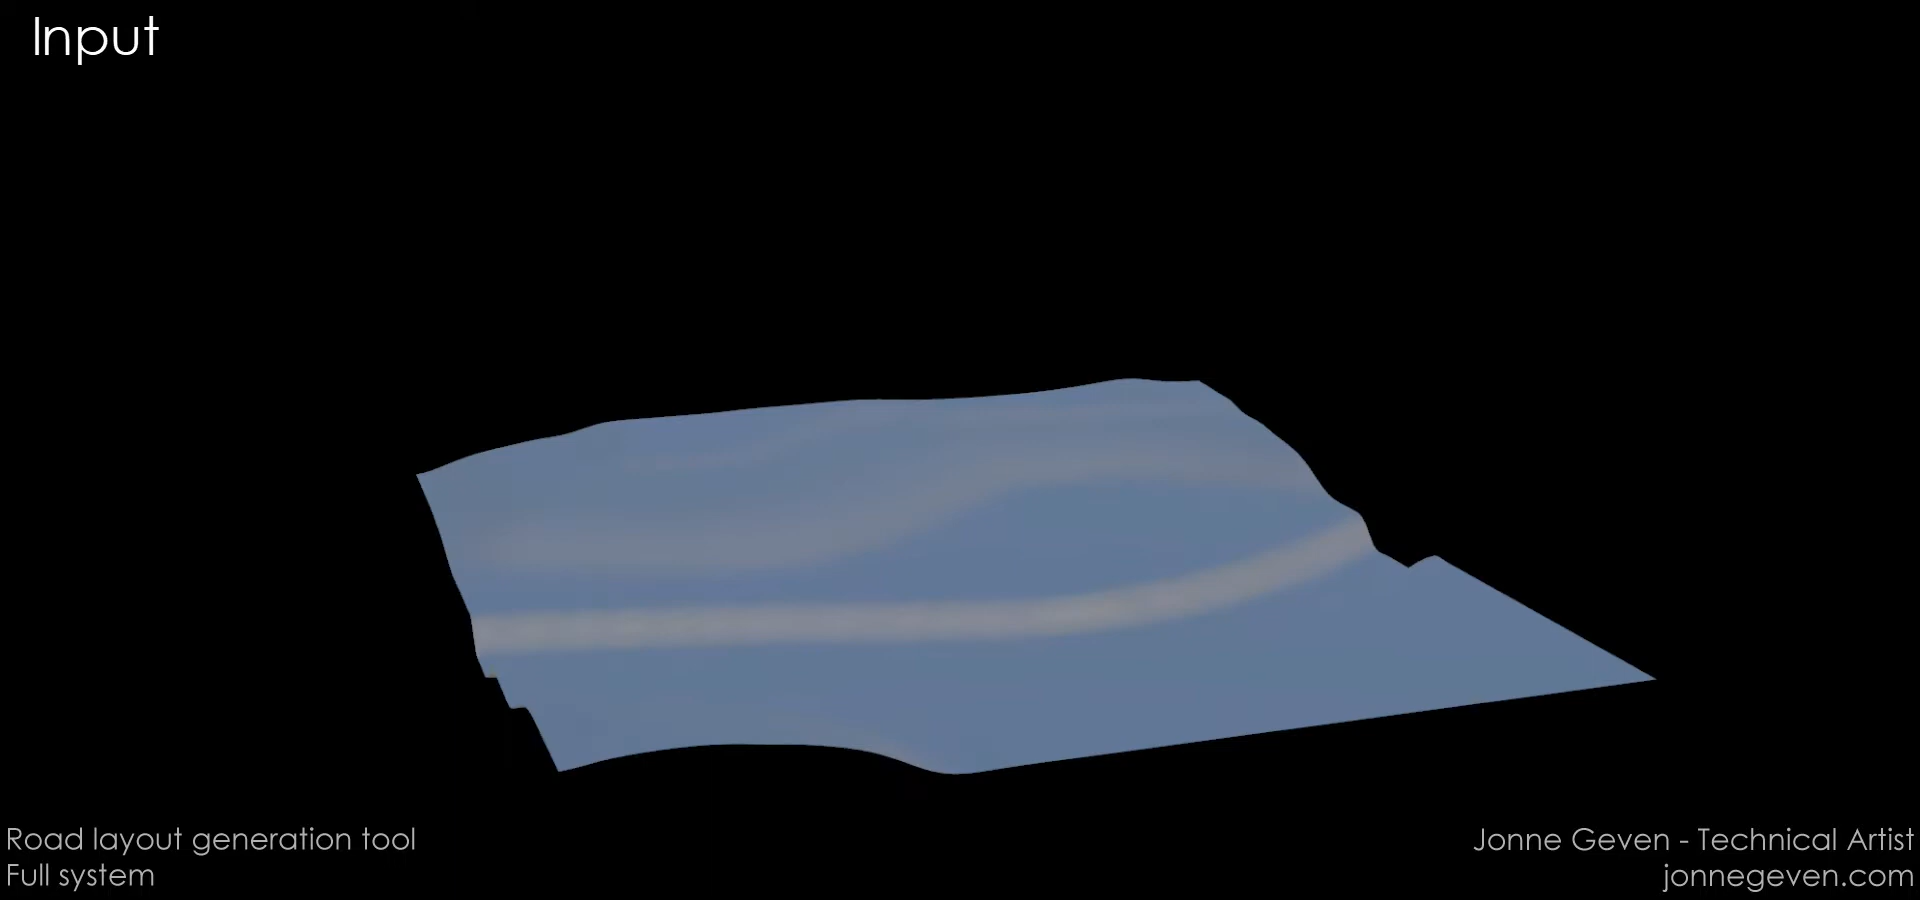 Input
Road layout generation tool
Full system
Jonne Geven - Technical Artist
jonnegeven.com